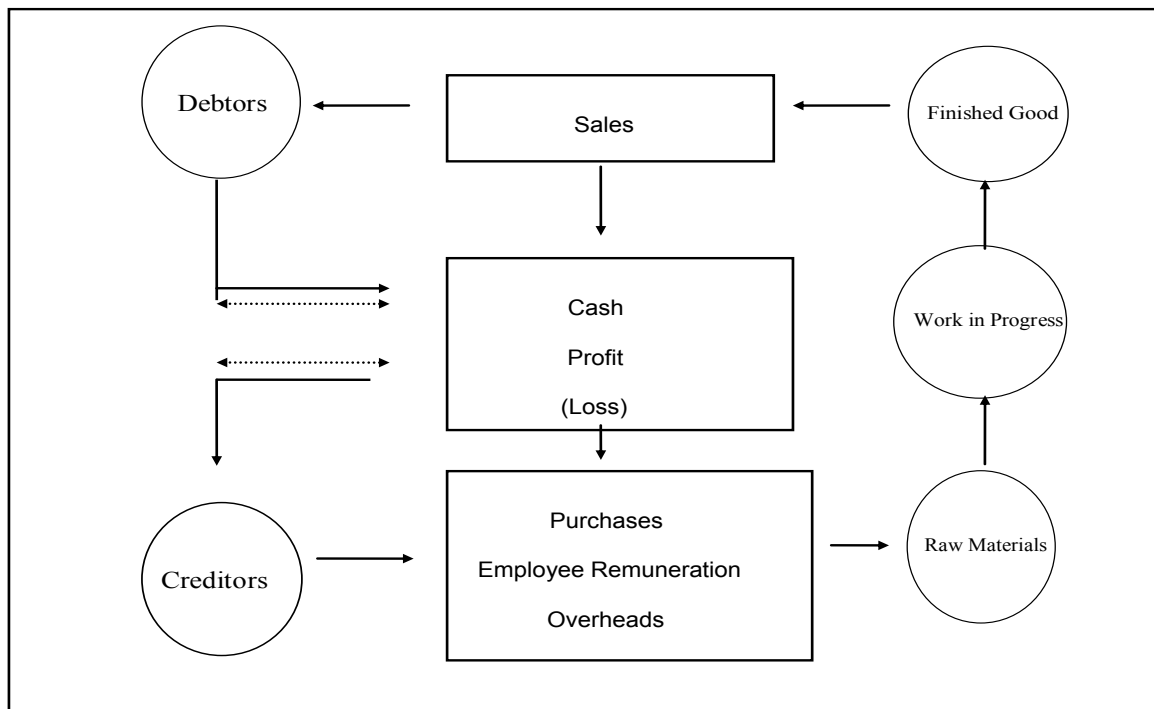 Debtors
Sales
Finished Good
Cash
Profit
(Loss)
Work in Progress
Creditors
Purchases
Employee Remuneration
Overheads
Raw Materials